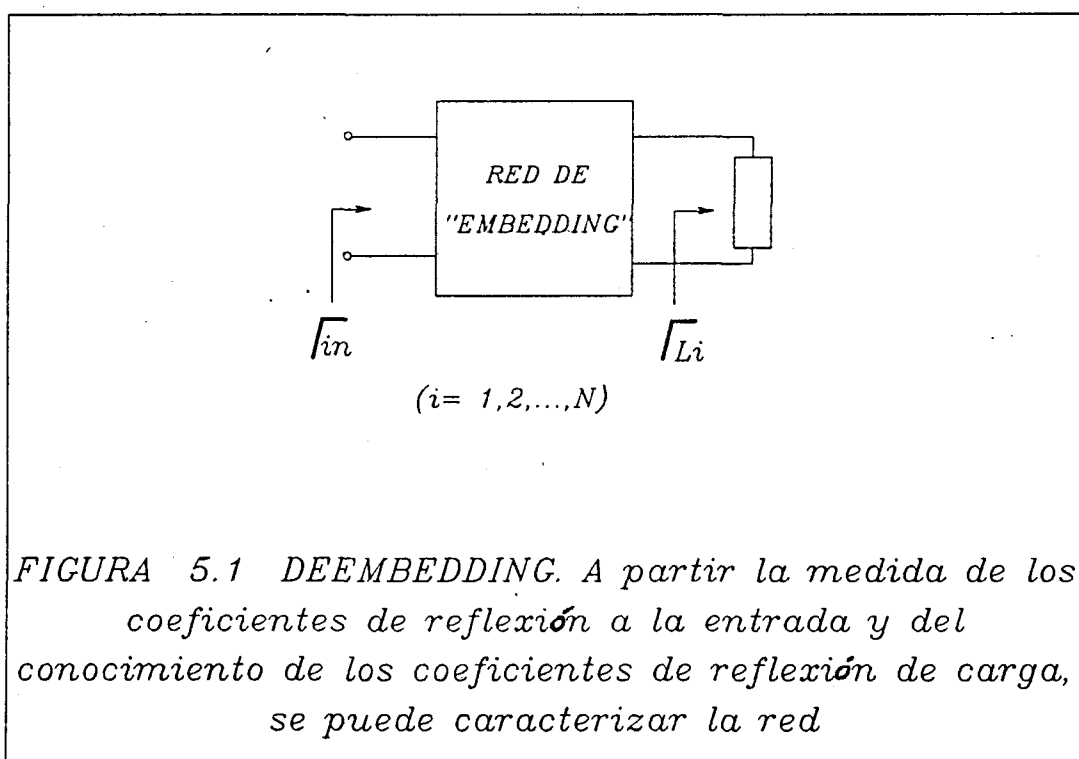 RED DE
"EMBEDDING"
Γin
ΓLi
(i= 1,2,...,N)
FIGURA 5.1 DEEMBEDDING. A partir la medida de los
coeficientes de reflexión a la entrada y del
conocimiento de los coeficientes de reflexión de carga,
se puede caracterizar la red